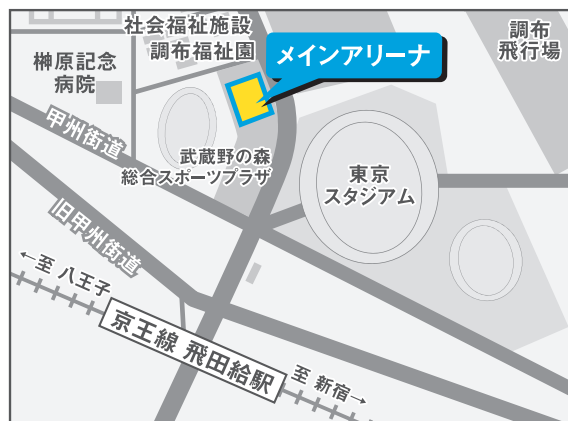 社会福祉施設
調布福祉園
メインアリーナ
調布
飛行場
榊原記念
病院
甲州街道
武蔵野の森
総合スポーツプラザ
東京
スタジアム
旧甲州街道
←至 八王子
京王線 飛田給駅
至 新宿→